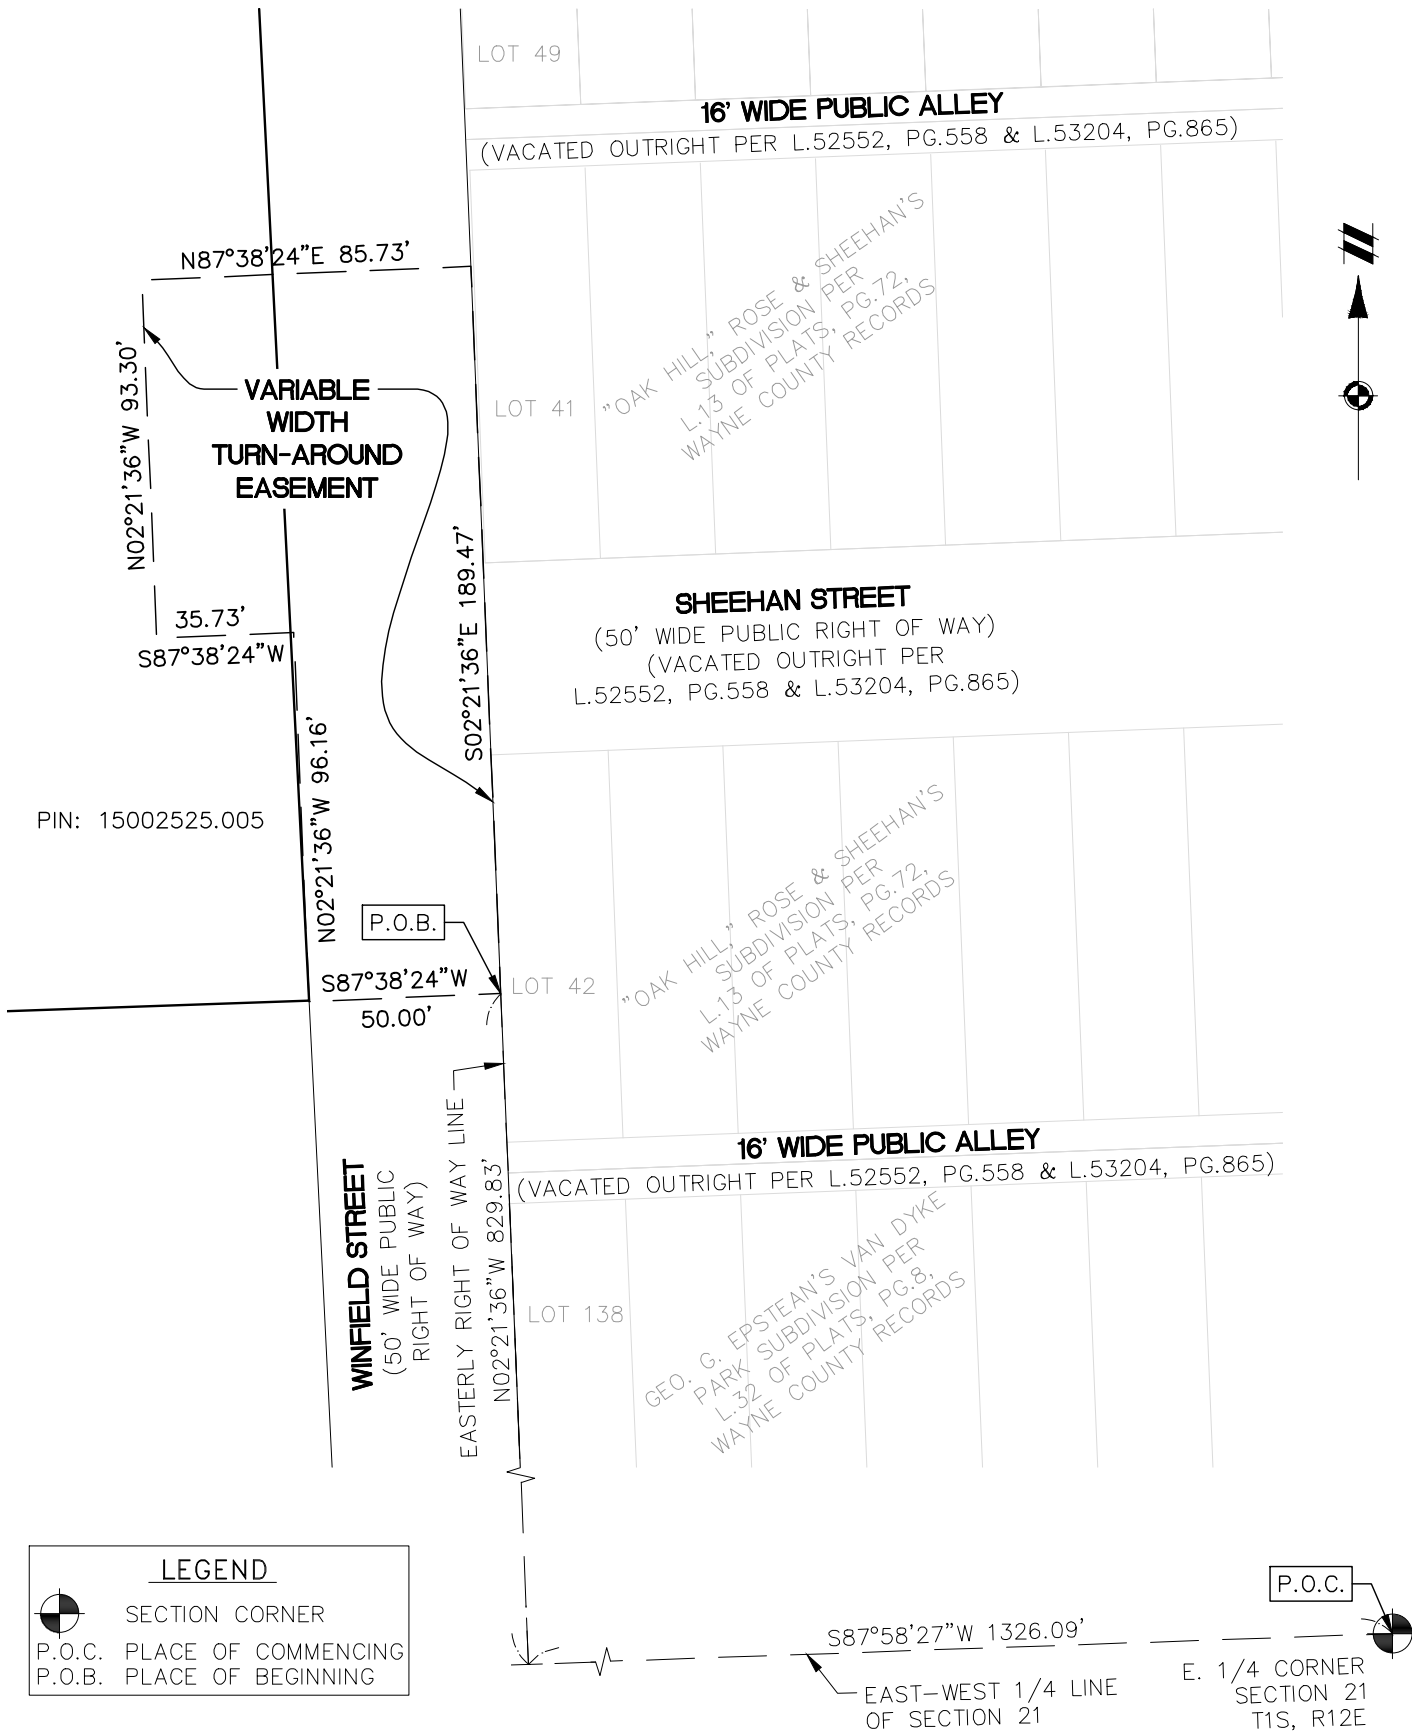 LOT 49
16' WIDE PUBLIC ALLEY
(VACATED OUTRIGHT PER L.52552, PG.558 & L.53204, PG.865)
N87°38'24"E 85.73'
"OAK HILL," ROSE & SHEEHAN'S
SUBDIVISION PER
L.13 OF PLATS, PG.72,
WAYNE COUNTY RECORDS
N02°21'36"W 93.30'
VARIABLE
WIDTH
TURN-AROUND
EASEMENT
LOT 41
S02°21'36"E 189.47'
SHEEHAN STREET
(50' WIDE PUBLIC RIGHT OF WAY)
(VACATED OUTRIGHT PER
L.52552, PG.558 & L.53204, PG.865)
35.73'
S87°38'24"W
N02°21'36"W 96.16'
PIN: 15002525.005
"OAK HILL," ROSE & SHEEHAN'S
SUBDIVISION PER
L.13 OF PLATS, PG.72,
WAYNE COUNTY RECORDS
P.O.B.
S87°38'24"W
50.00'
LOT 42
16' WIDE PUBLIC ALLEY
(VACATED OUTRIGHT PER L.52552, PG.558 & L.53204, PG.865)
WINFIELD STREET
(50' WIDE PUBLIC
RIGHT OF WAY)
EASTERLY RIGHT OF WAY LINE
N02°21'36"W 829.83'
LOT 138
GEO. G. EPSTEAN'S VAN DYKE
PARK SUBDIVISION PER
L.32 OF PLATS, PG.8,
WAYNE COUNTY RECORDS
LEGEND
SECTION CORNER
P.O.C. PLACE OF COMMENCING
P.O.B. PLACE OF BEGINNING
P.O.C.
S87°58'27"W 1326.09'
EAST-WEST 1/4 LINE
OF SECTION 21
E. 1/4 CORNER
SECTION 21
T1S, R12E